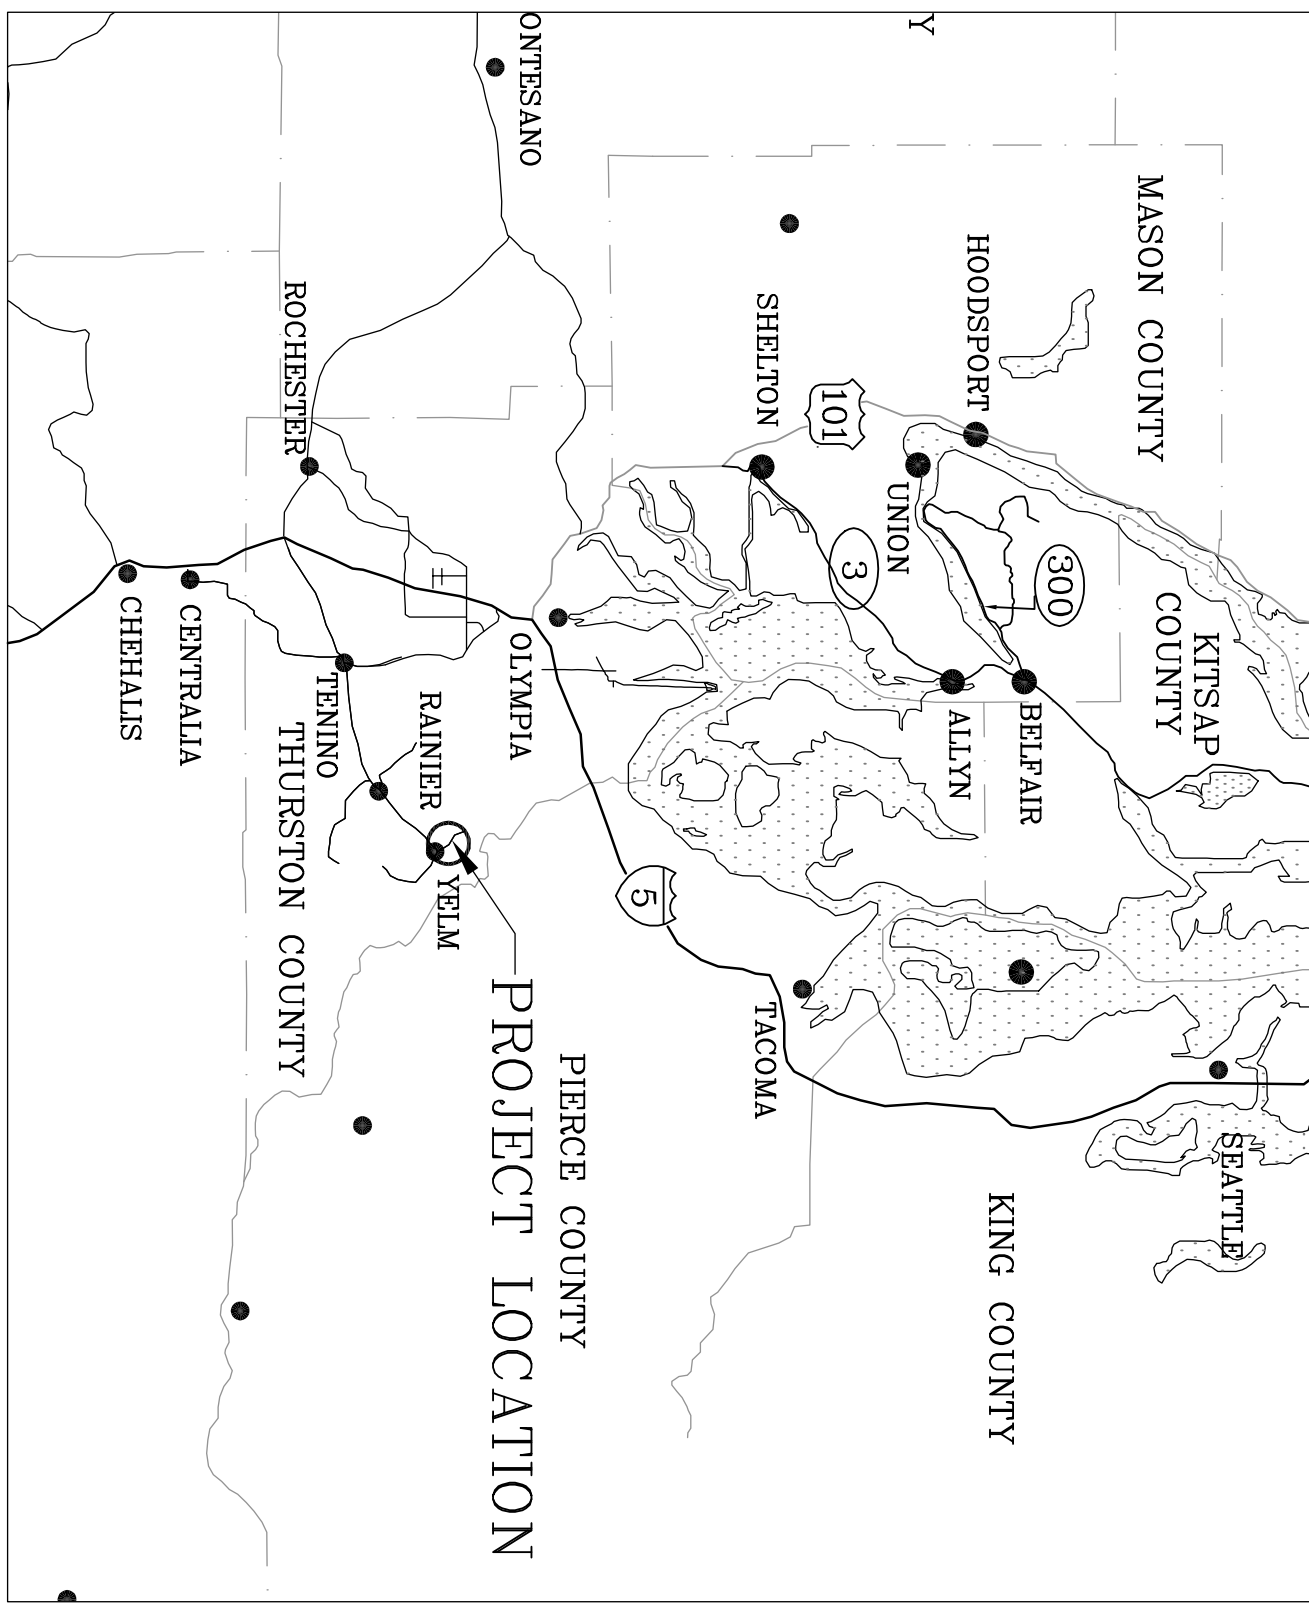 Y
MASON COUNTY
KITSAP
COUNTY
SEATTLE
300
HOODSPORT
BELFAIR
KING COUNTY
UNION
ALLYN
3
101
SHELTON
TACOMA
5
ONTESANO
OLYMPIA
PIERCE COUNTY
PROJECT LOCATION
YELM
RAINIER
ROCHESTER
TENINO
THURSTON COUNTY
CENTRALIA
CHEHALIS